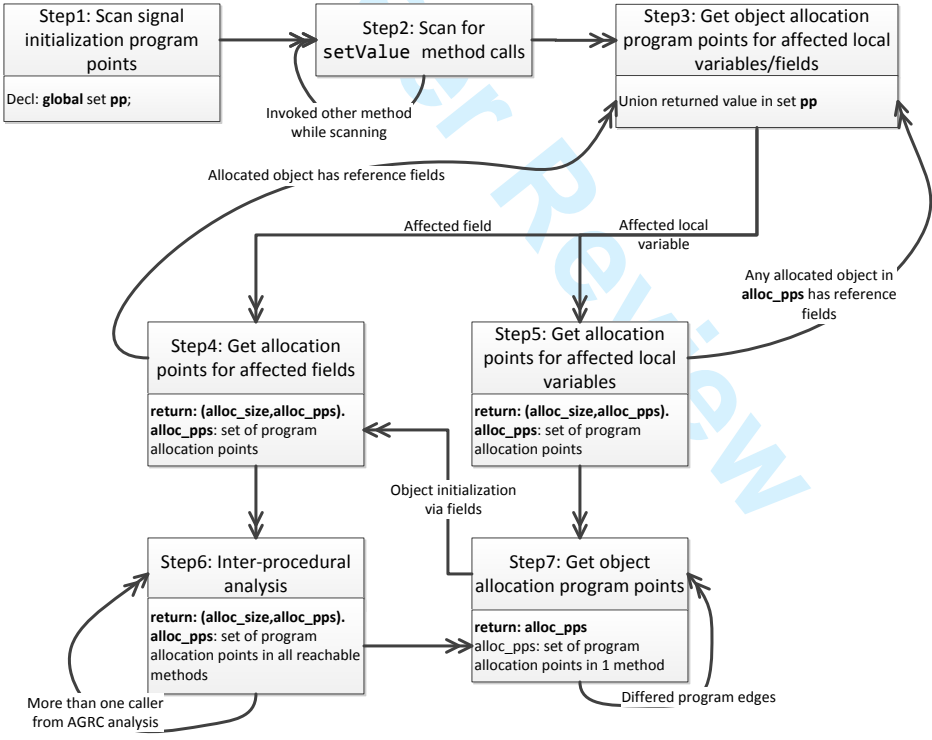 Step1: Scan signal
initialization program
points
Decl: global set pp;
Step2: Scan for
setValue method calls
Invoked other method
while scanning
Step3: Get object allocation
program points for affected local
variables/fields
Union returned value in set pp
Allocated object has reference fields
Affected field
Affected local
variable
Any allocated object in
alloc_pps has reference
fields
Step4: Get allocation
points for affected fields
return: (alloc_size,alloc_pps).
alloc_pps: set of program
allocation points
Step5: Get allocation
points for affected local
variables
return: (alloc_size,alloc_pps).
alloc_pps: set of program
allocation points
Object initialization
via fields
Step6: Inter-procedural
analysis
return: (alloc_size,alloc_pps).
alloc_pps: set of program
allocation points in all reachable
methods
Step7: Get object
allocation program points
return: alloc_pps
alloc_pps: set of program
allocation points in 1 method
More than one caller
from AGRC analysis
Differed program edges
er Review